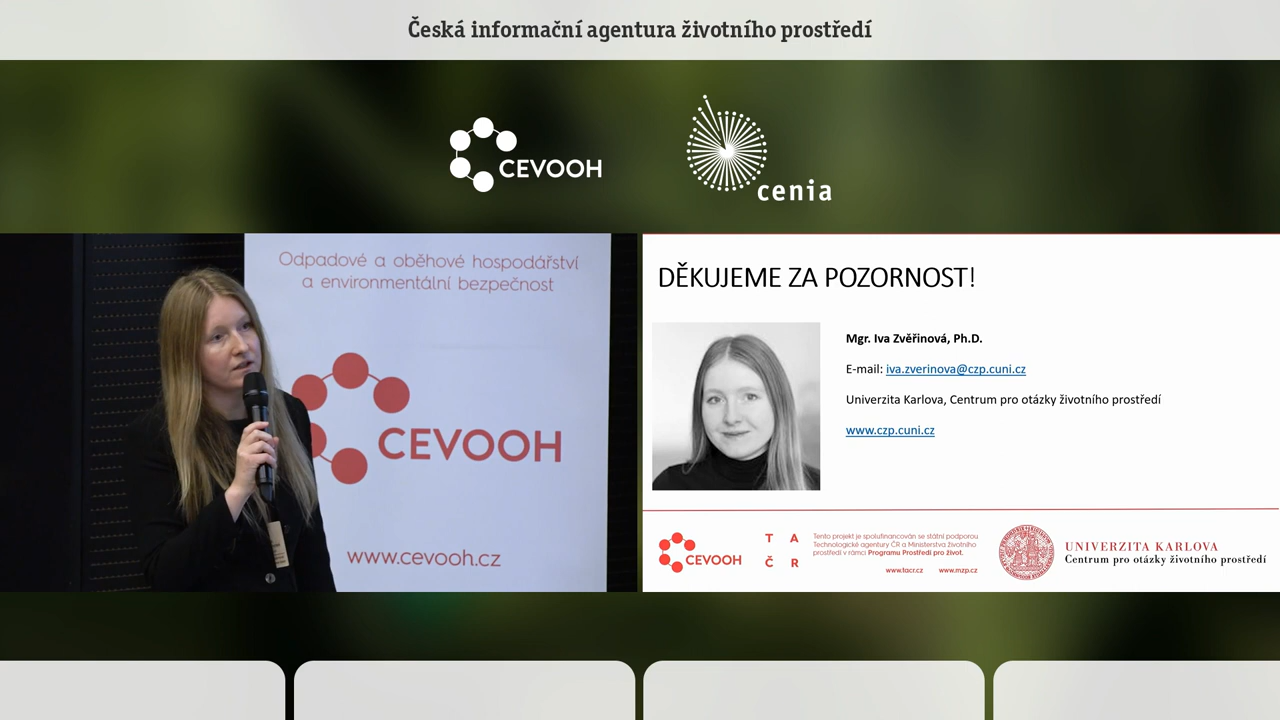 Česká informační agentura životního prostředí
CEVOOH
cenia
Odpadové a oběhové hospodářství
a environmentální bezpečnost
CEVOOH
www.cevooh.cz
DĚKUJEME ZA POZORNOST!
Mgr. Iva Zvěřinová, Ph.D.
E-mail: iva.zverinova@czp.cuni.cz
Univerzita Karlova, Centrum pro otázky životního prostředí
www.czp.cuni.cz
CEVOOH
T A
Č R
Tento projekt je spolufinancován se státní podporou
Technologické agentury ČR a Ministerstva životního
prostředí v rámci Programu Prostředí pro život.
www.tacr.cz www.mzp.cz
UNIVERZITA KARLOVA
Centrum pro otázky životního prostředí